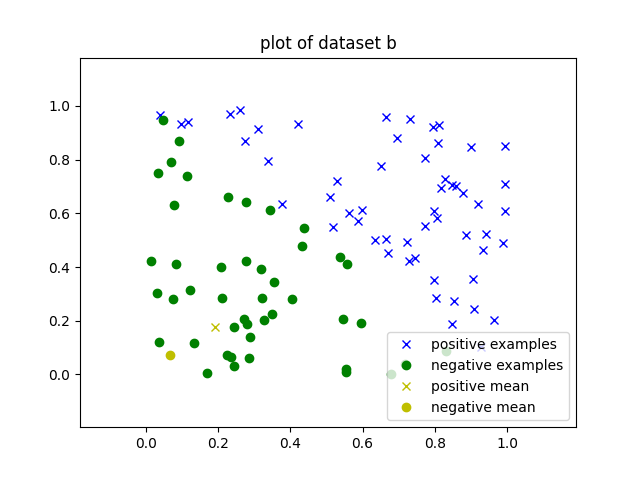 plot of dataset b
1.0
0.8
0.6
0.4
0.2
0.0
positive examples
negative examples
positive mean
negative mean
0.0 0.2 0.4 0.6 0.8 1.0